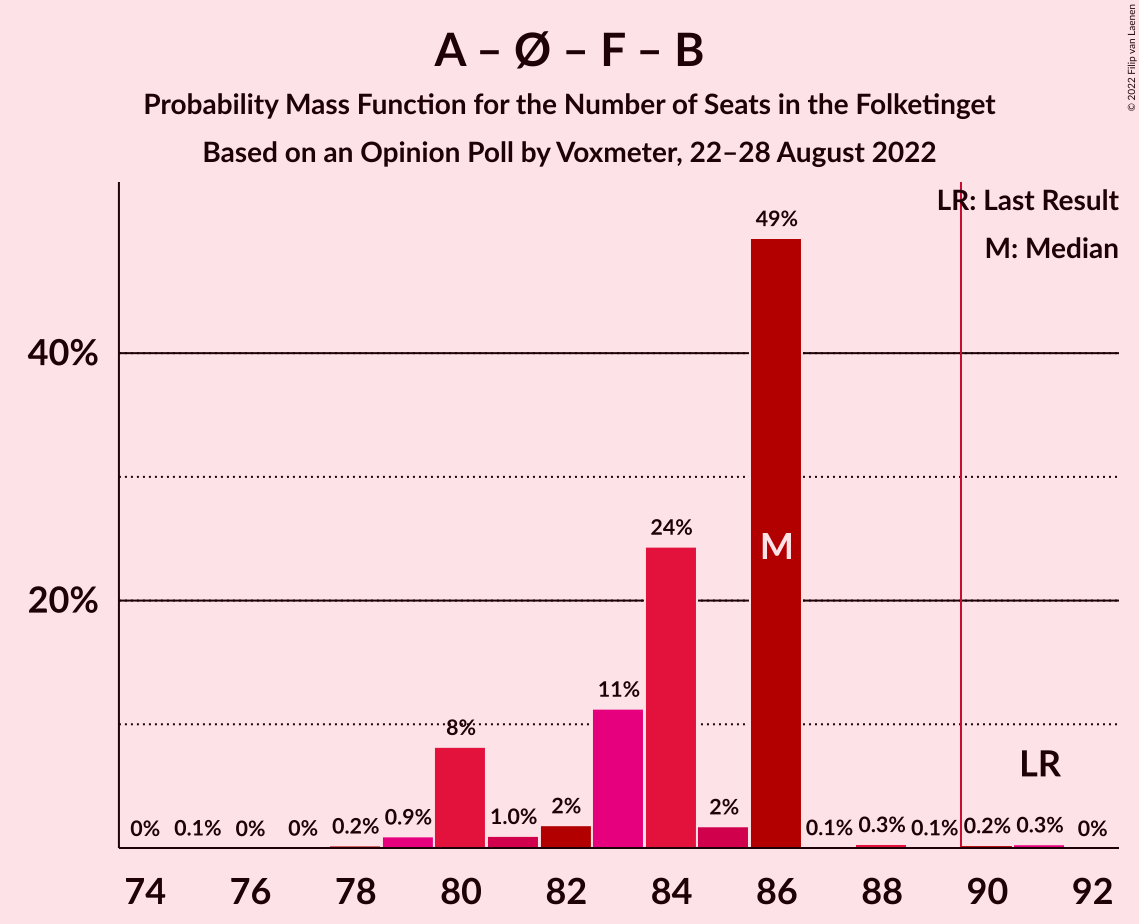 A – Ø – F – B
Probability Mass Function for the Number of Seats in the Folketinget
Based on an Opinion Poll by Voxmeter, 22–28 August 2022
© 2022 Filip van Laenen
LR: Last Result
M: Median
49%
40%
24%
M
20%
11%
8%
LR
0% 0.1% 0% 0% 0.2% 0.9% 1.0% 2% 2% 0.1% 0.3% 0.1% 0.2% 0.3% 0%
74 76 78 80 82 84 86 88 90 92